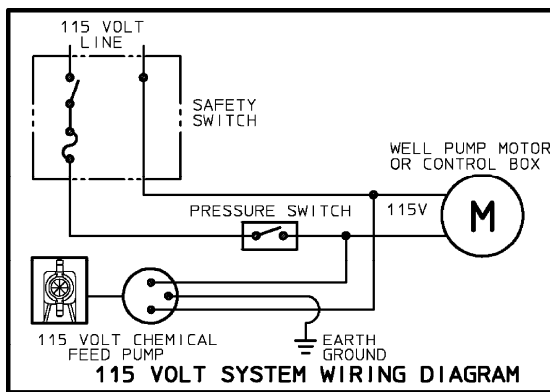 115 VOLT
LINE
SAFETY
SWITCH
WELL PUMP MOTOR
OR CONTROL BOX
PRESSURE SWITCH
115V
M
115 VOLT CHEMICAL
FEED PUMP
EARTH
GROUND
115 VOLT SYSTEM WIRING DIAGRAM